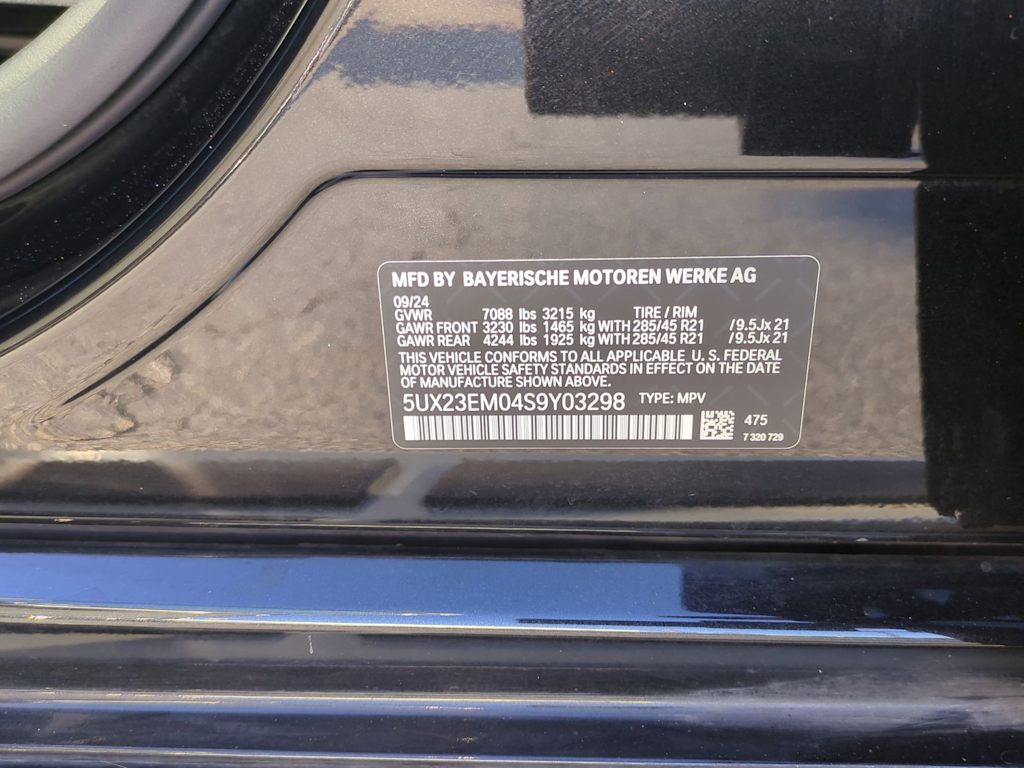 MFD BY BAYERISCHE MOTOREN WERKE AG
09/24
GVWR 7088 lbs 3215 kg TIRE / RIM
GAWR FRONT 3230 lbs 1465 kg WITH 285/45 R21 /9.5Jx 21
GAWR REAR 4244 lbs 1925 kg WITH 285/45 R21 /9.5Jx 21
THIS VEHICLE CONFORMS TO ALL APPLICABLE U. S. FEDERAL
MOTOR VEHICLE SAFETY STANDARDS IN EFFECT ON THE DATE
OF MANUFACTURE SHOWN ABOVE.
5UX23EM04S9Y03298 TYPE: MPV
475
7 320 729